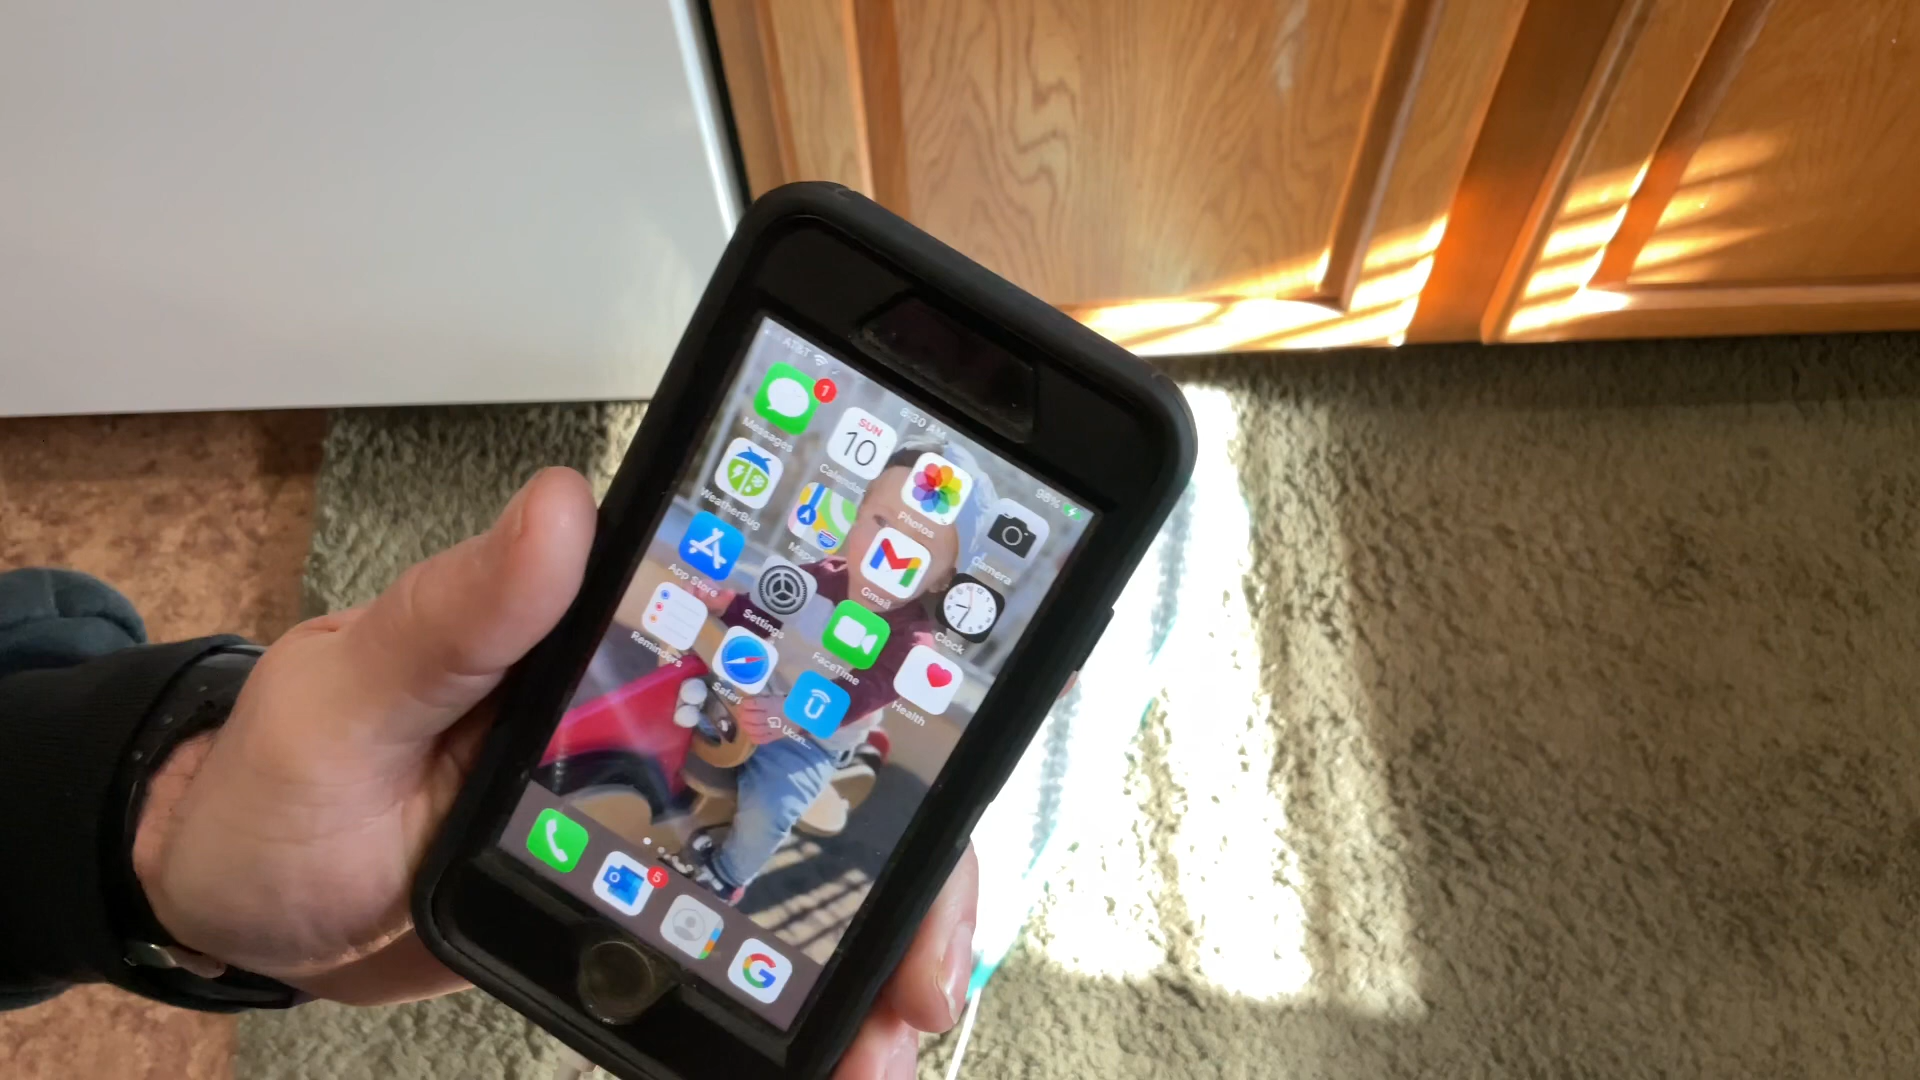 AT&T
8:30 AM
98%
1
Messages
SUN
10
Calendar
Photos
Camera
WeatherBug
Maps
Gmail
Clock
App Store
Settings
FaceTime
Health
Reminders
Safari
Ucon...
5